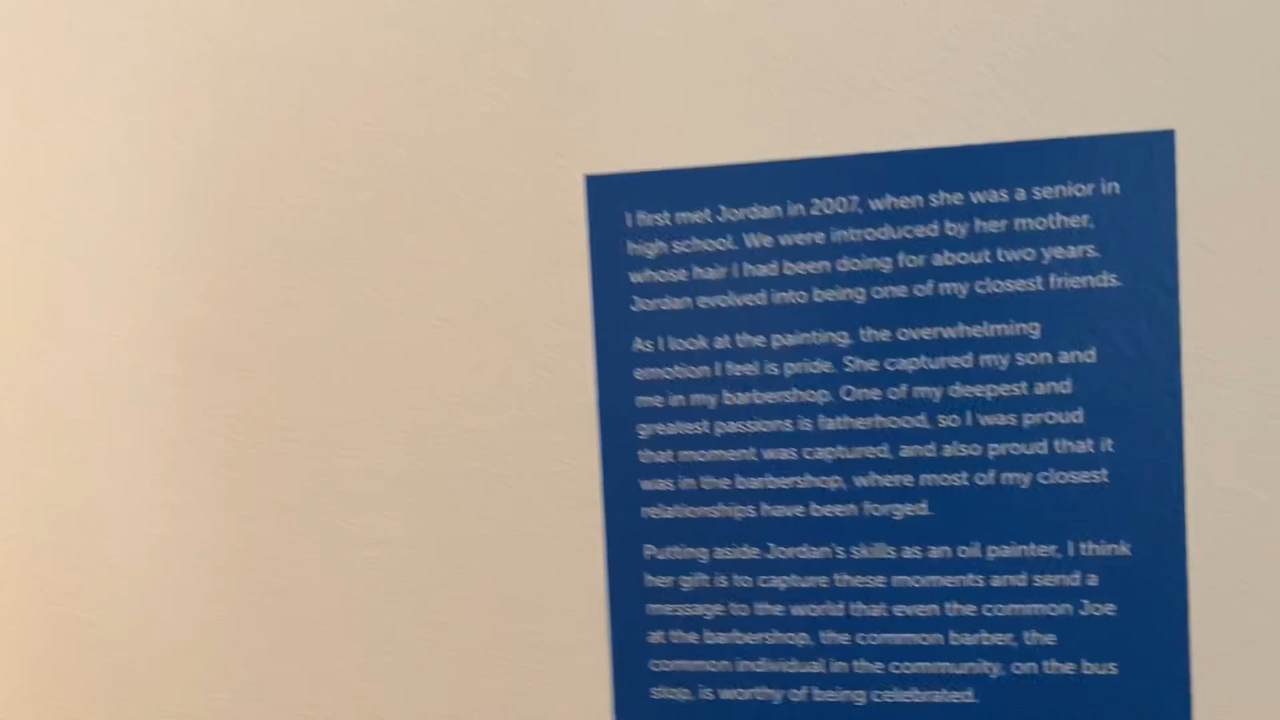 I first met Jordan in 2007, when she was a senior in
high school. We were introduced by her mother,
whose hair I had been doing for about two years.
Jordan evolved into being one of my closest friends.
As I look at the painting, the overwhelming
emotion I feel is pride. She captured my son and
me in my barbershop. One of my deepest and
greatest passions is fatherhood, so I was proud
that moment was captured, and also proud that it
was in the barbershop, where most of my closest
relationships have been forged.
Putting aside Jordan's skills as an oil painter, I think
her gift is to capture these moments and send a
message to the world that even the common Joe
at the barbershop, the common barber, the
common individual in the community, on the bus
stop, is worthy of being celebrated.